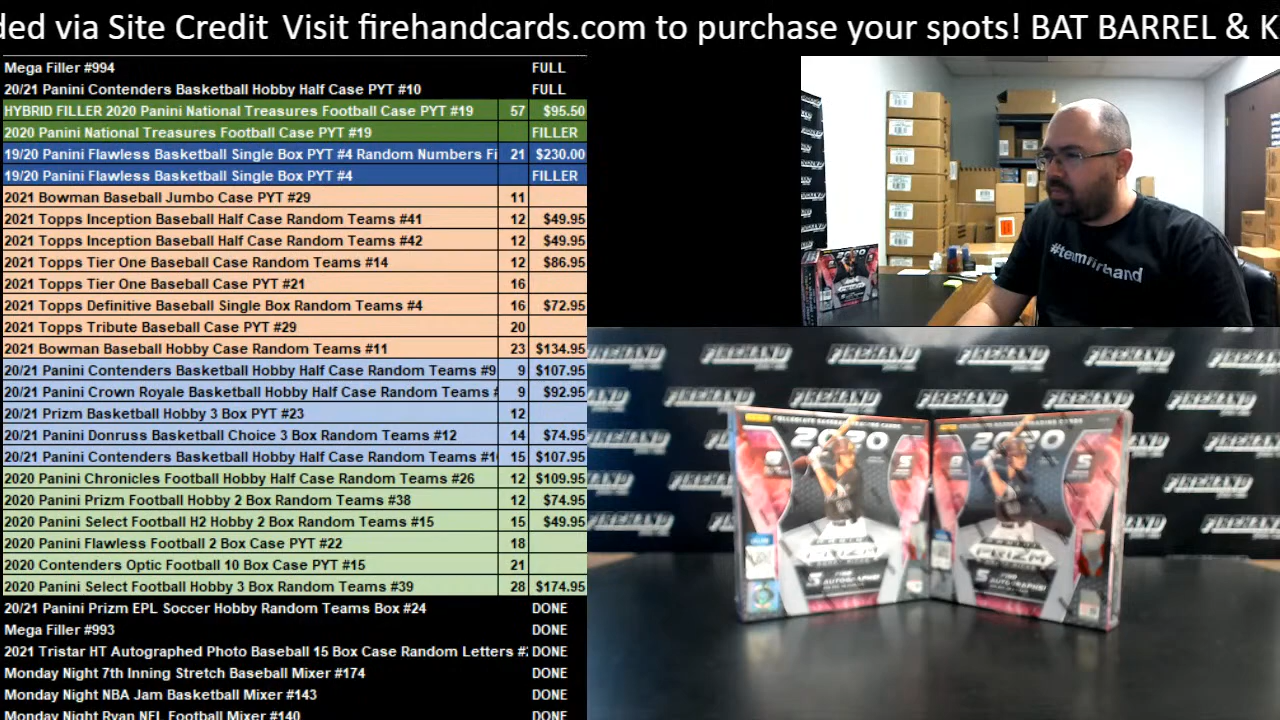 ded via Site Credit Visit firehandcards.com to purchase your spots! BAT BARREL & K
Mega Filler #994 FULL
20/21 Panini Contenders Basketball Hobby Half Case PYT #10 FULL
HYBRID FILLER 2020 Panini National Treasures Football Case PYT #19 57 $95.50
2020 Panini National Treasures Football Case PYT #19 FILLER
19/20 Panini Flawless Basketball Single Box PYT #4 Random Numbers Fi 21 $230.00
19/20 Panini Flawless Basketball Single Box PYT #4 FILLER
2021 Bowman Baseball Jumbo Case PYT #29 11
2021 Topps Inception Baseball Half Case Random Teams #41 12 $49.95
2021 Topps Inception Baseball Half Case Random Teams #42 12 $49.95
2021 Topps Tier One Baseball Case Random Teams #14 12 $86.95
2021 Topps Tier One Baseball Case PYT #21 16
2021 Topps Definitive Baseball Single Box Random Teams #4 16 $72.95
2021 Topps Tribute Baseball Case PYT #29 20
2021 Bowman Baseball Hobby Case Random Teams #11 23 $134.95
20/21 Panini Contenders Basketball Hobby Half Case Random Teams #9 9 $107.95
20/21 Panini Crown Royale Basketball Hobby Half Case Random Teams # 9 $92.95
20/21 Prizm Basketball Hobby 3 Box PYT #23 12
20/21 Panini Donruss Basketball Choice 3 Box Random Teams #12 14 $74.95
20/21 Panini Contenders Basketball Hobby Half Case Random Teams #1 15 $107.95
2020 Panini Chronicles Football Hobby Half Case Random Teams #26 12 $109.95
2020 Panini Prizm Football Hobby 2 Box Random Teams #38 12 $74.95
2020 Panini Select Football H2 Hobby 2 Box Random Teams #15 15 $49.95
2020 Panini Flawless Football 2 Box Case PYT #22 18
2020 Contenders Optic Football 10 Box Case PYT #15 21
2020 Panini Select Football Hobby 3 Box Random Teams #39 28 $174.95
20/21 Panini Prizm EPL Soccer Hobby Random Teams Box #24 DONE
Mega Filler #993 DONE
2021 Tristar HT Autographed Photo Baseball 15 Box Case Random Letters #: DONE
Monday Night 7th Inning Stretch Baseball Mixer #174 DONE
Monday Night NBA Jam Basketball Mixer #143 DONE
Monday Night Ryan NFL Football Mixer #140 DONE
#teamfirehand
FIREHAND
2020
PRIZM
5 AUTOGRAPHS!
2020
PRIZM
5 AUTOGRAPHS!